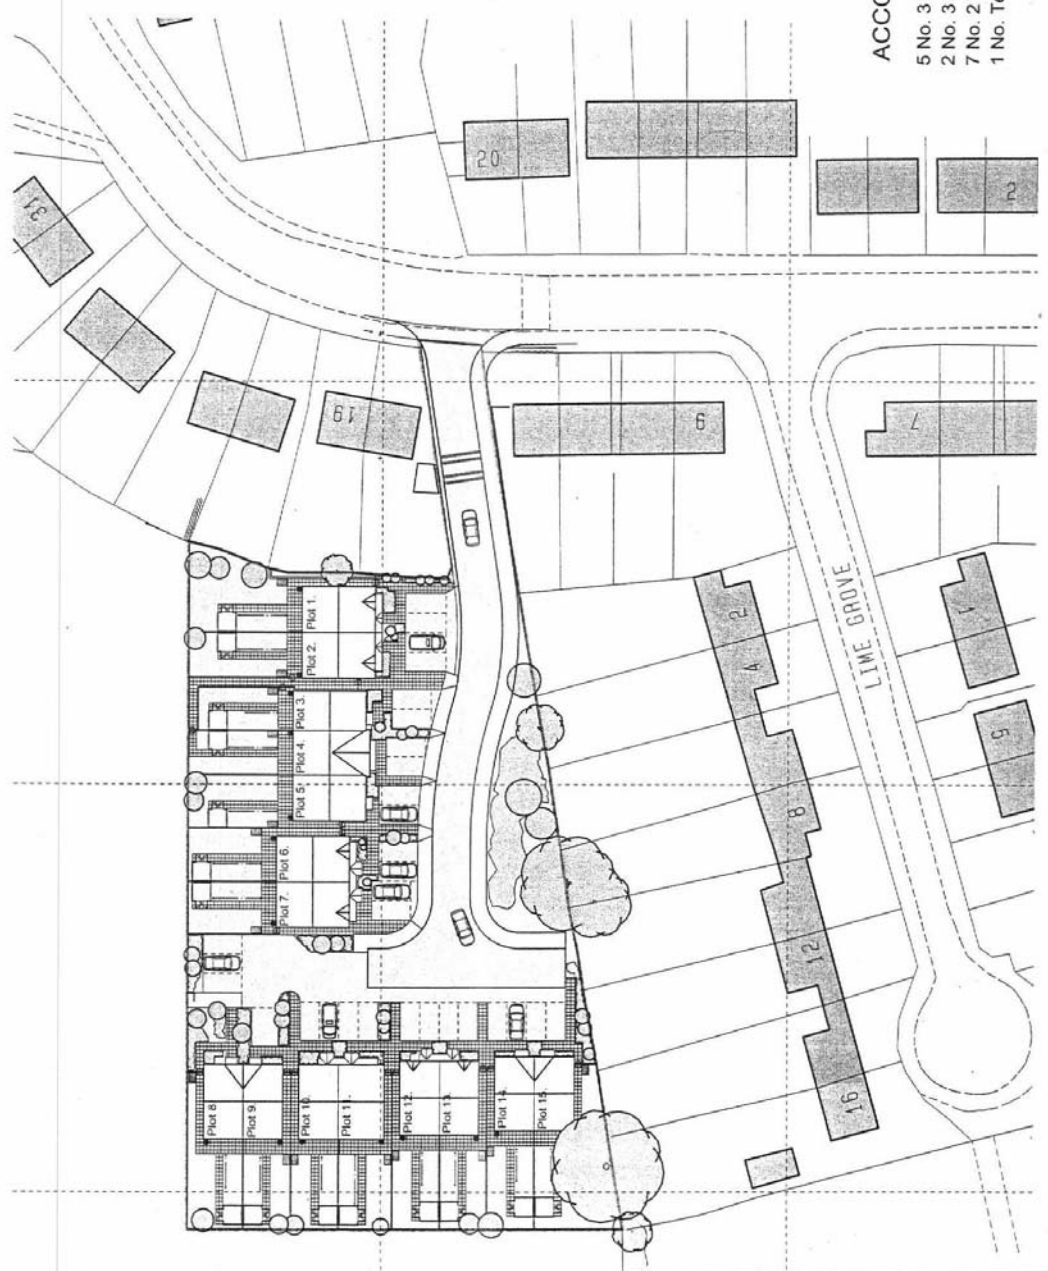 ACCO
5 No. 3
2 No. 3
7 No. 2
1 No. To
31
20
2
19
9
7
Plot 1.
Plot 2.
Plot 3.
Plot 4.
Plot 5.
Plot 6.
Plot 7.
Plot 8
Plot 9.
Plot 10.
Plot 11.
Plot 12.
Plot 13.
Plot 14.
Plot 15.
LIME GROVE
2
4
8
12
16
1
5